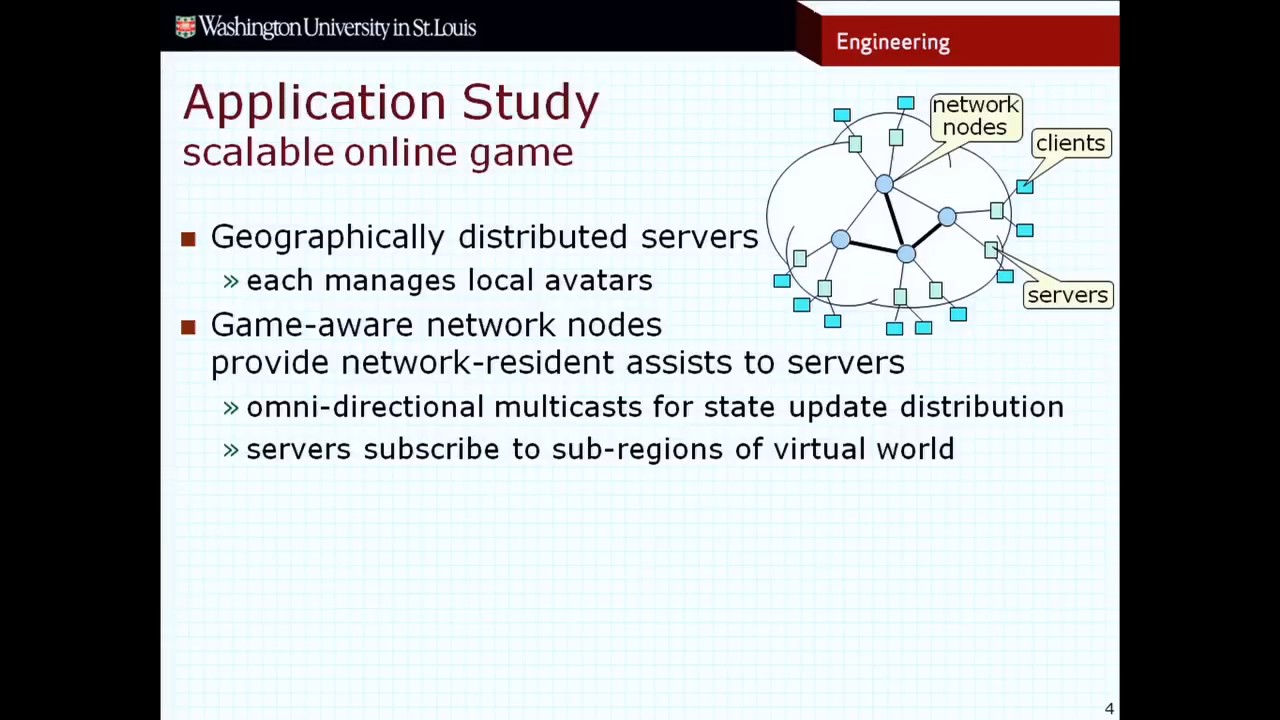 Washington University in St. Louis
Engineering
Application Study
scalable online game
network
nodes
clients
servers
Geographically distributed servers
» each manages local avatars
Game-aware network nodes
provide network-resident assists to servers
» omni-directional multicasts for state update distribution
» servers subscribe to sub-regions of virtual world
4